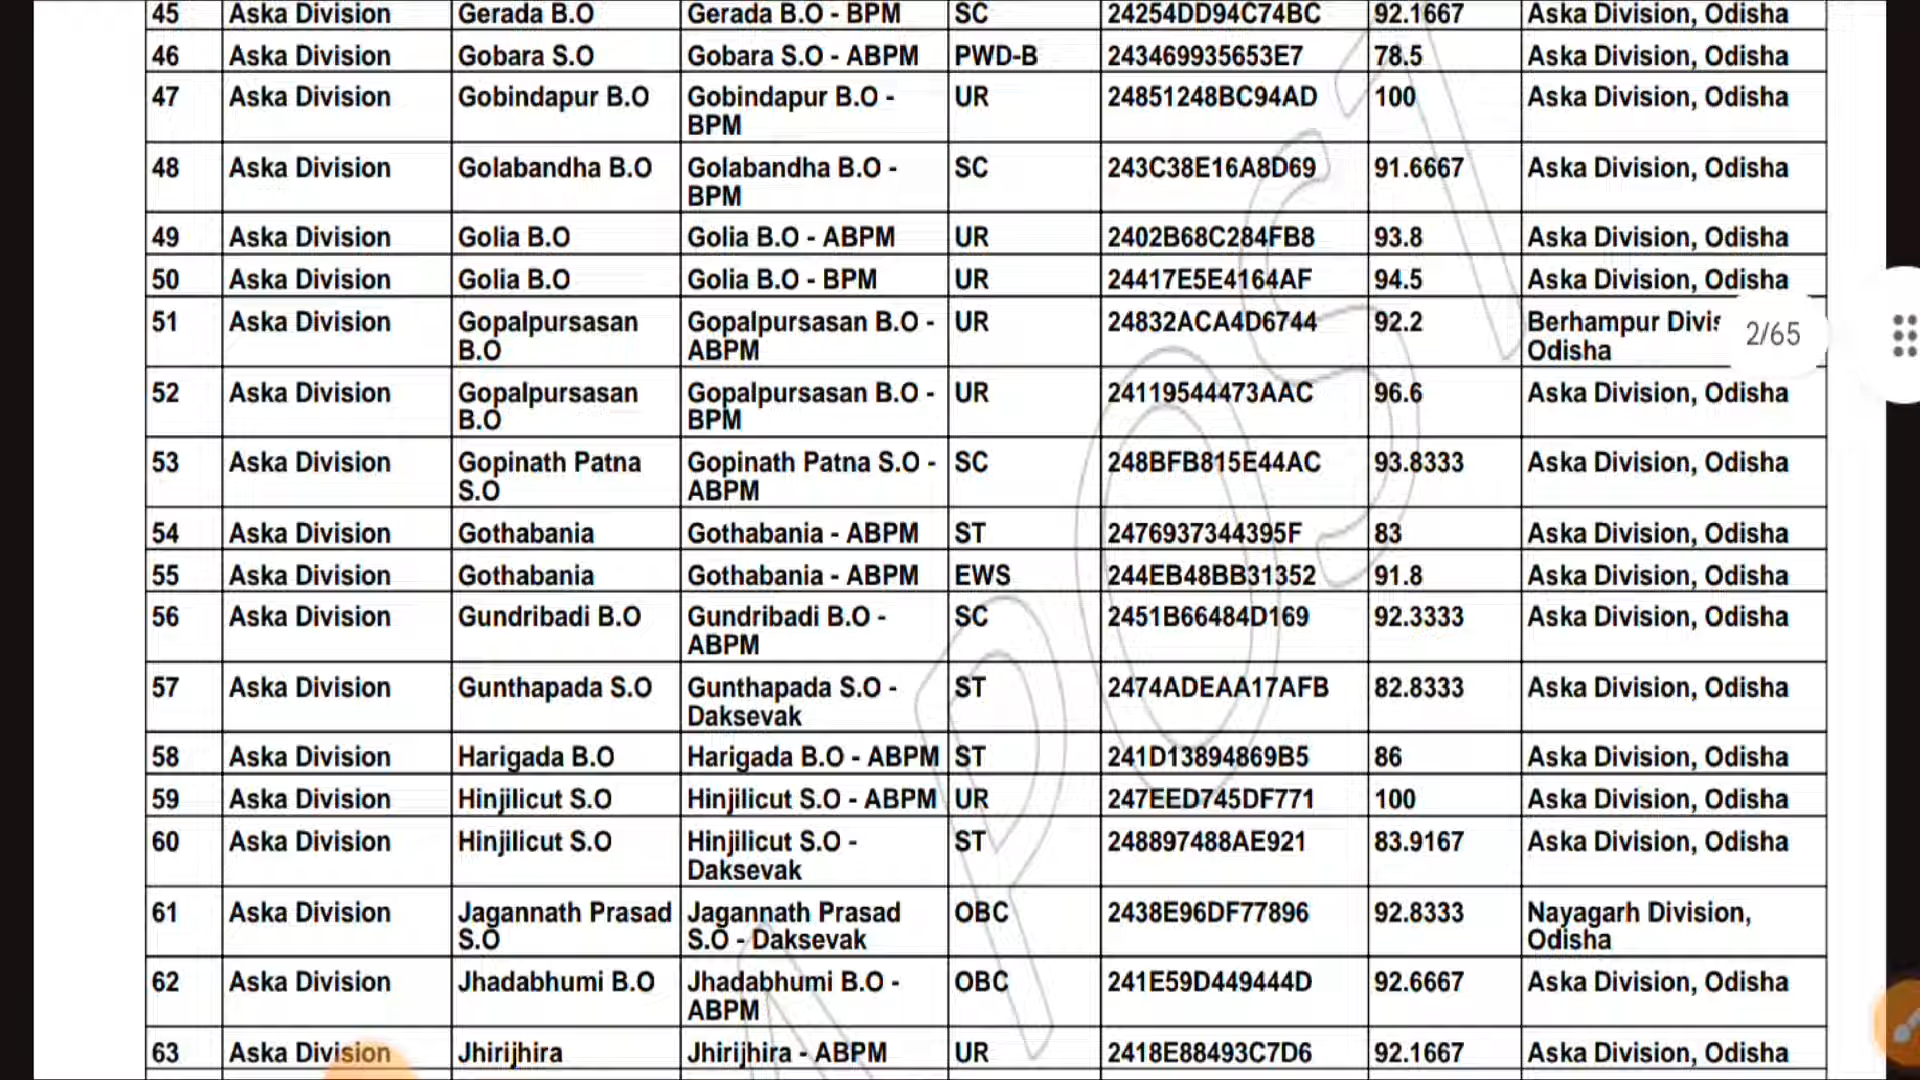 45 Aska Division Gerada B.O Gerada B.O - BPM SC 24254DD94C74BC 92.1667 Aska Division, Odisha
46 Aska Division Gobara S.O Gobara S.O - ABPM PWD-B 243469935653E7 78.5 Aska Division, Odisha
47 Aska Division Gobindapur B.O Gobindapur B.O - UR 24851248BC94AD 100 Aska Division, Odisha
BPM
48 Aska Division Golabandha B.O Golabandha B.O - SC 243C38E16A8D69 91.6667 Aska Division, Odisha
BPM
49 Aska Division Golia B.O Golia B.O - ABPM UR 2402B68C284FB8 93.8 Aska Division, Odisha
50 Aska Division Golia B.O Golia B.O - BPM UR 24417E5E4164AF 94.5 Aska Division, Odisha
51 Aska Division Gopalpursasan Gopalpursasan B.O - UR 24832ACA4D6744 92.2 Berhampur Divis 2/65
B.O ABPM Odisha
52 Aska Division Gopalpursasan Gopalpursasan B.O - UR 24119544473AAC 96.6 Aska Division, Odisha
B.O BPM
53 Aska Division Gopinath Patna Gopinath Patna S.O - SC 248BFB815E44AC 93.8333 Aska Division, Odisha
S.O ABPM
54 Aska Division Gothabania Gothabania - ABPM ST 2476937344395F 83 Aska Division, Odisha
55 Aska Division Gothabania Gothabania - ABPM EWS 244EB48BB31352 91.8 Aska Division, Odisha
56 Aska Division Gundribadi B.O Gundribadi B.O - SC 2451B66484D169 92.3333 Aska Division, Odisha
ABPM
57 Aska Division Gunthapada S.O Gunthapada S.O - ST 2474ADEAA17AFB 82.8333 Aska Division, Odisha
Daksevak
58 Aska Division Harigada B.O Harigada B.O - ABPM ST 241D13894869B5 86 Aska Division, Odisha
59 Aska Division Hinjilicut S.O Hinjilicut S.O - ABPM UR 247EED745DF771 100 Aska Division, Odisha
60 Aska Division Hinjilicut S.O Hinjilicut S.O - ST 248897488AE921 83.9167 Aska Division, Odisha
Daksevak
61 Aska Division Jagannath Prasad Jagannath Prasad OBC 2438E96DF77896 92.8333 Nayagarh Division,
S.O S.O - Daksevak Odisha
62 Aska Division Jhadabhumi B.O Jhadabhumi B.O - OBC 241E59D449444D 92.6667 Aska Division, Odisha
ABPM
63 Aska Division Jhirijhira Jhirijhira - ABPM UR 2418E88493C7D6 92.1667 Aska Division, Odisha
POST